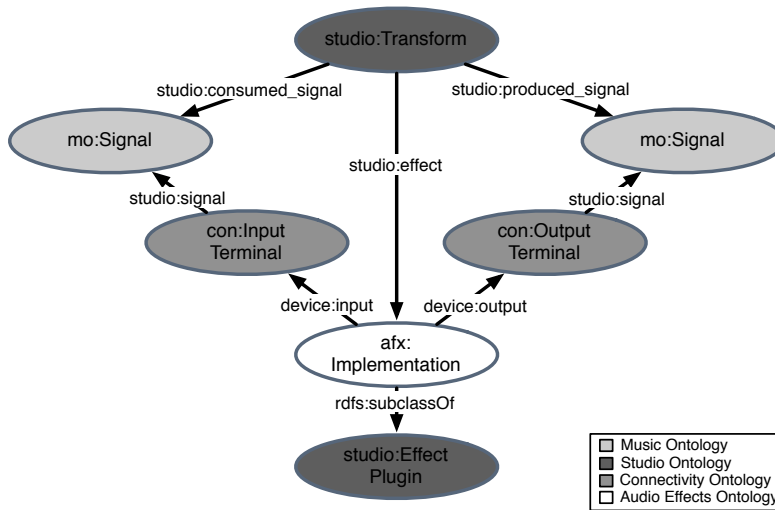 studio:Transform
studio:consumed_signal
studio:produced_signal
mo:Signal
mo:Signal
studio:effect
studio:signal
studio:signal
con:Input
Terminal
con:Output
Terminal
device:input
device:output
afx:
Implementation
rdfs:subclassOf
studio:Effect
Plugin
Music Ontology
Studio Ontology
Connectivity Ontology
Audio Effects Ontology